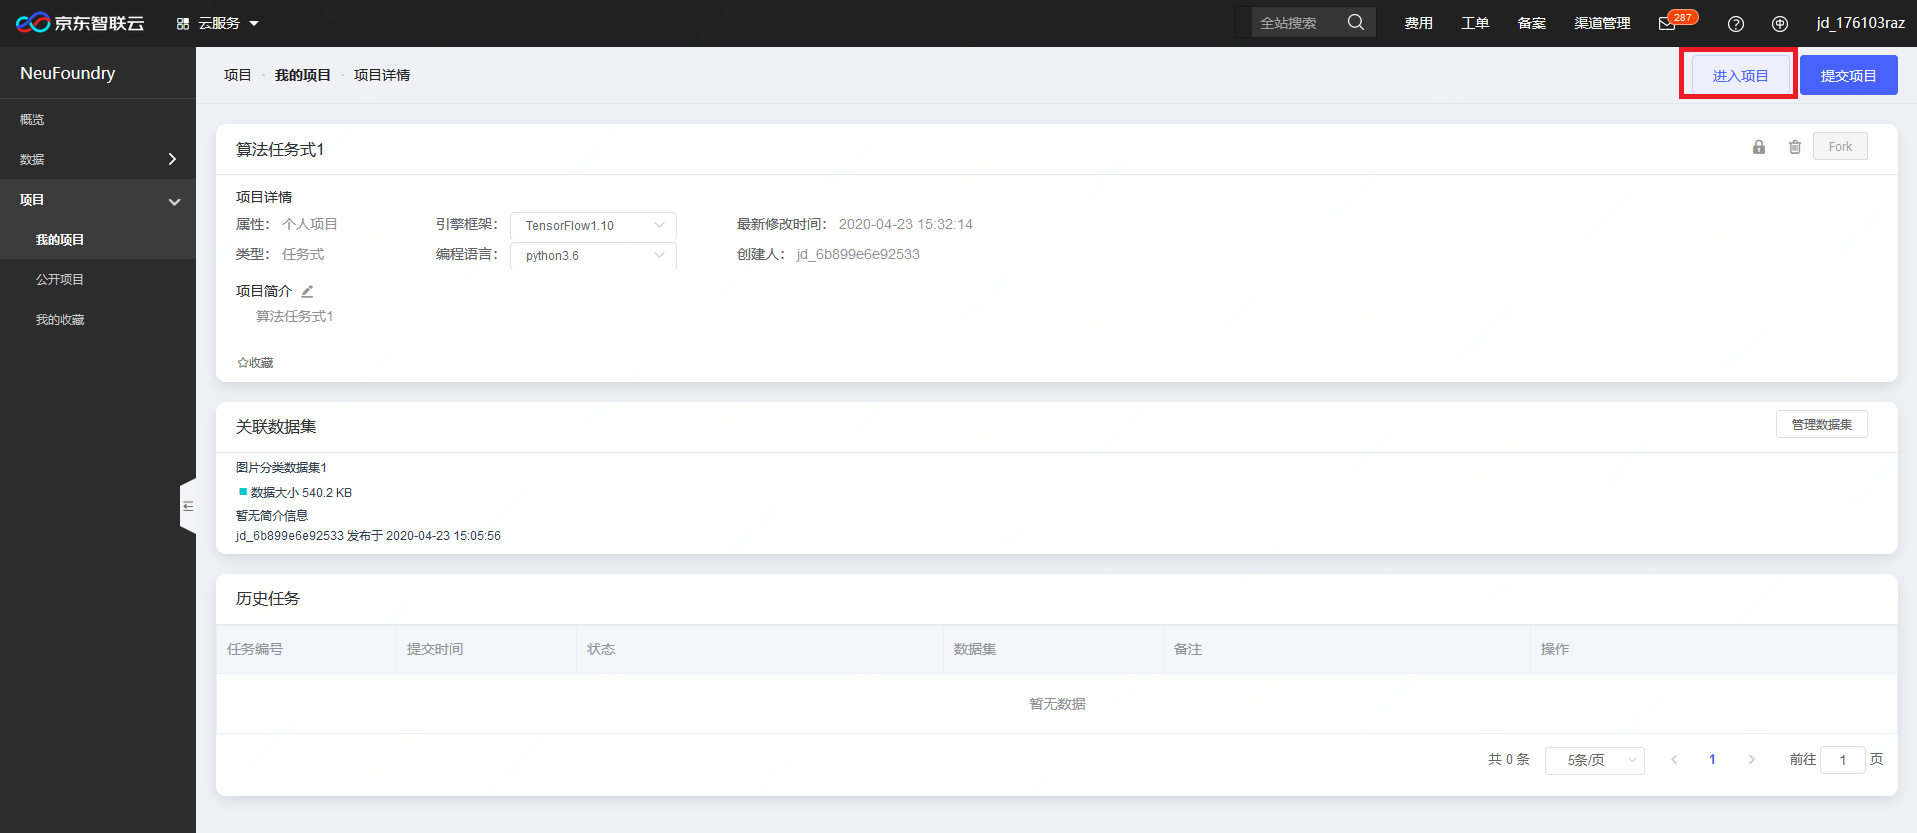 京东智联云 云服务 全站搜索 费用 工单 备案 渠道管理 287 jd_176103raz
NeuFoundry
概览
数据
项目
我的项目
公开项目
我的收藏
项目 · 我的项目 · 项目详情 进入项目 提交项目
算法任务式1 Fork
项目详情
属性： 个人项目 引擎框架： TensorFlow1.10 最新修改时间： 2020-04-23 15:32:14
类型： 任务式 编程语言： python3.6 创建人： jd_6b899e6e92533
项目简介
算法任务式1
收藏
关联数据集 管理数据集
图片分类数据集1
数据大小 540.2 KB
暂无简介信息
jd_6b899e6e92533 发布于 2020-04-23 15:05:56
历史任务
任务编号 提交时间 状态 数据集 备注 操作
暂无数据
共 0 条 5条/页 1 前往 1 页